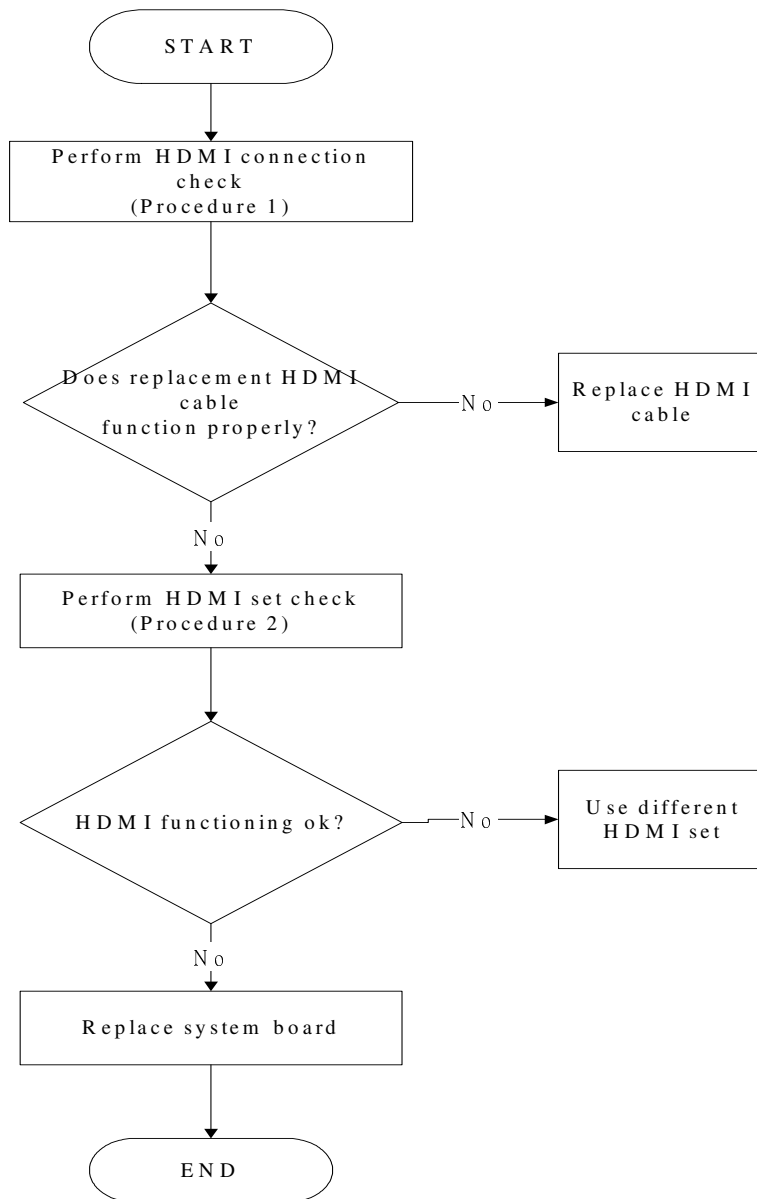 START
Perform HDMI connection
check
(Procedure 1)
Does replacement HDMI
cable
function properly?
No
Replace HDMI
cable
No
Perform HDMI set check
(Procedure 2)
HDMI functioning ok?
No
Use different
HDMI set
No
Replace system board
END